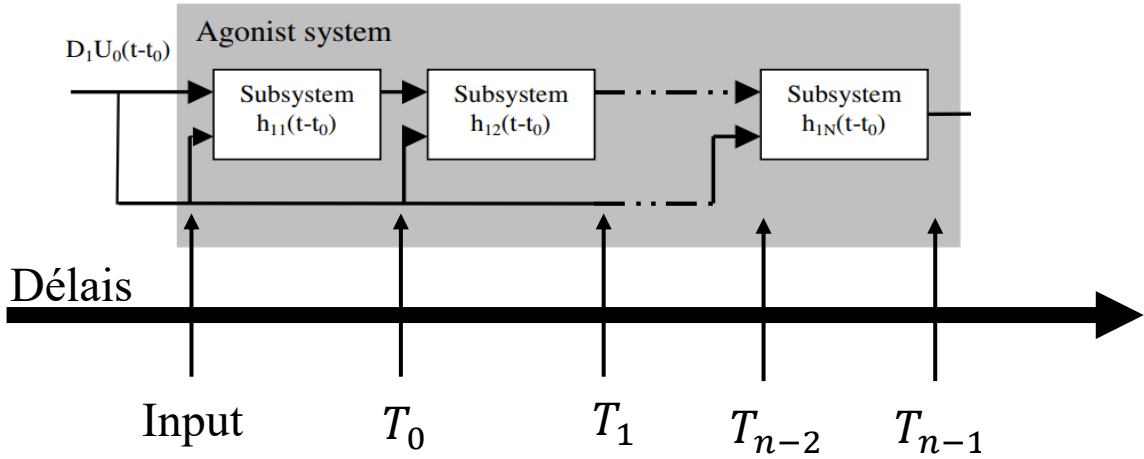 Agonist system
D₁U₀(t-t₀)
Subsystem
h₁₁(t-t₀)
Subsystem
h₁₂(t-t₀)
Subsystem
h₁N(t-t₀)
Délais
Input
T₀
T₁
Tₙ₋₂
Tₙ₋₁